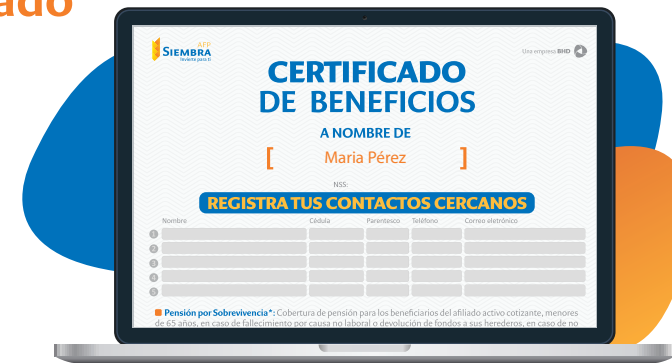 ado
AFP
SIEMBRA
Invierte para ti
Una empresa BHD
CERTIFICADO
DE BENEFICIOS
A NOMBRE DE
[ Maria Pérez ]
NSS:
REGISTRA TUS CONTACTOS CERCANOS
Nombre Cédula Parentesco Teléfono Correo eletrónico
1
2
3
4
5
Pensión por Sobrevivencia*: Cobertura de pensión para los beneficiarios del afiliado activo cotizante, menores
de 65 años, en caso de fallecimiento por causa no laboral o devolución de fondos a sus herederos, en caso de no